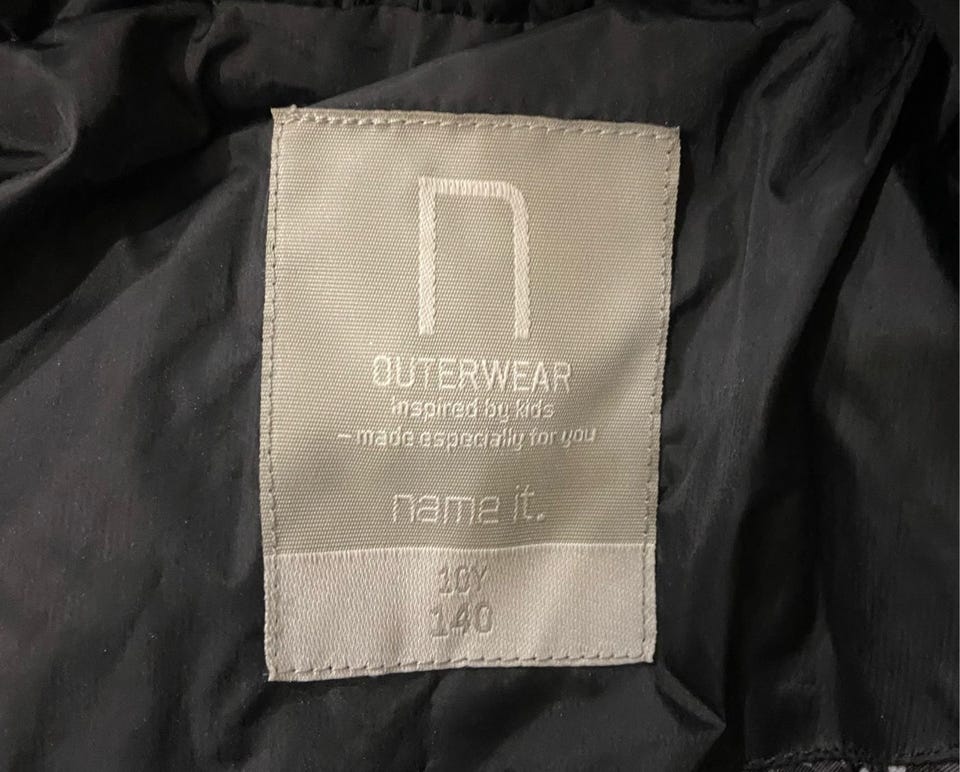 n
OUTERWEAR
inspired by kids
– made especially for you
name it.
10Y
140